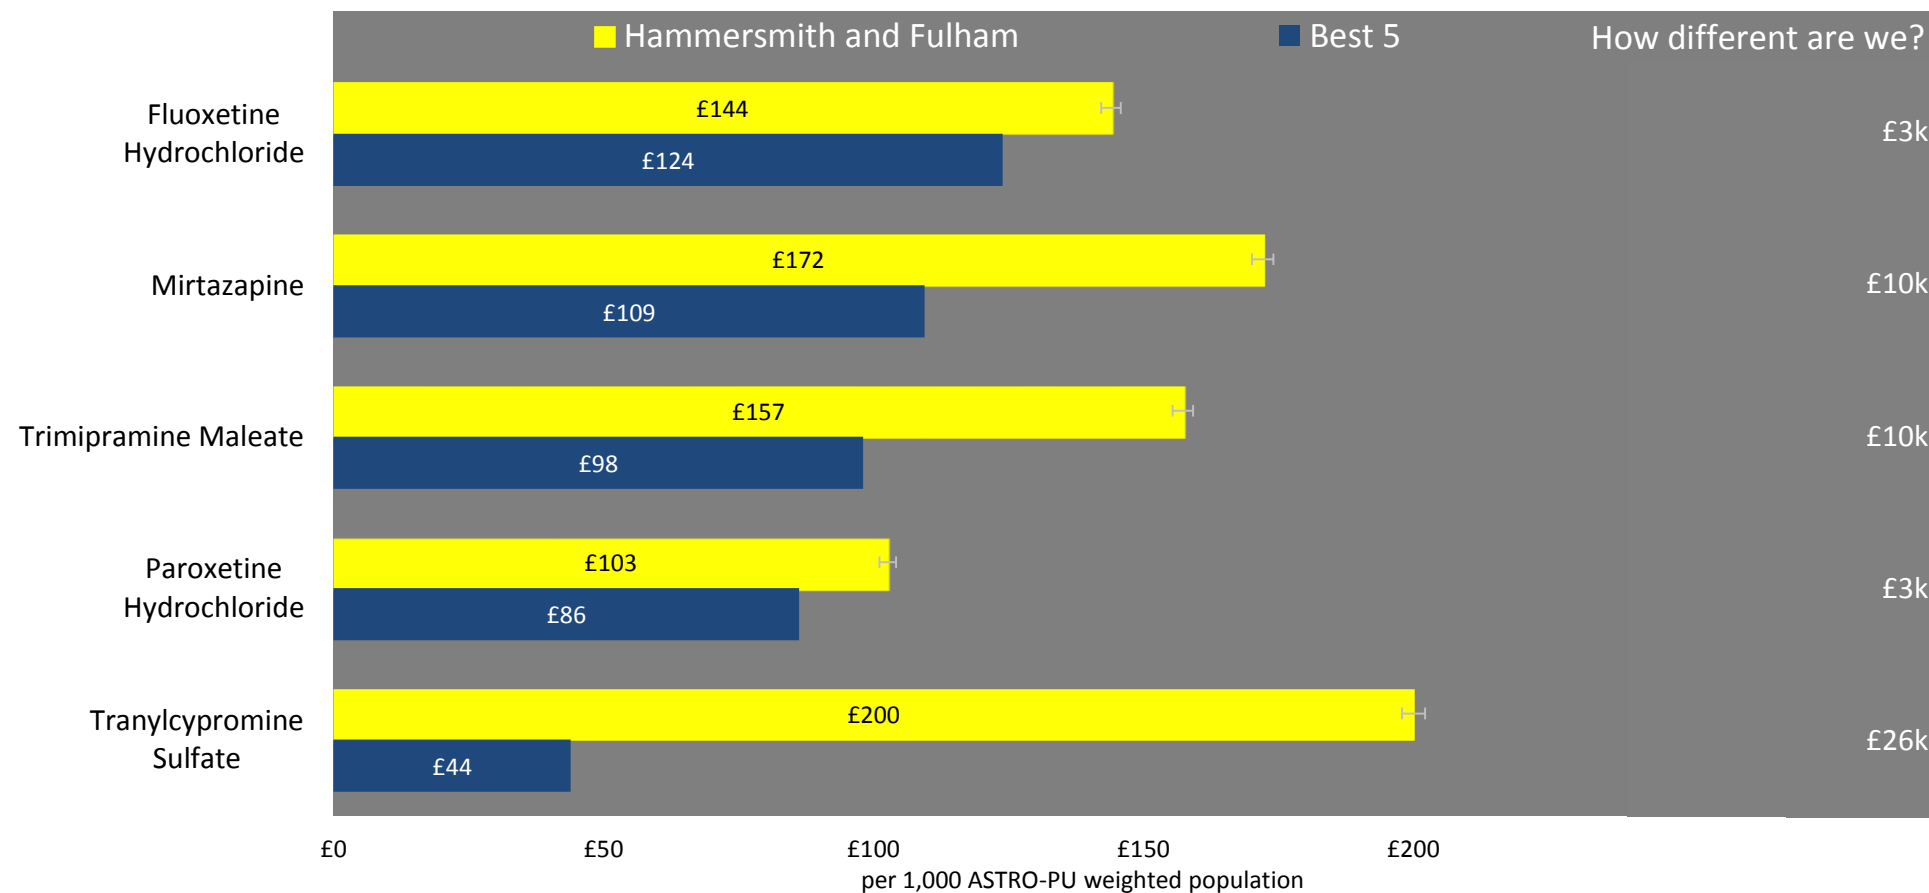 Hammersmith and Fulham
Best 5
How different are we?
Fluoxetine
Hydrochloride
£144
£124
£3k
Mirtazapine
£172
£109
£10k
Trimipramine Maleate
£157
£98
£10k
Paroxetine
Hydrochloride
£103
£86
£3k
Tranylcypromine
Sulfate
£200
£44
£26k
£0
£50
£100
£150
£200
per 1,000 ASTRO-PU weighted population